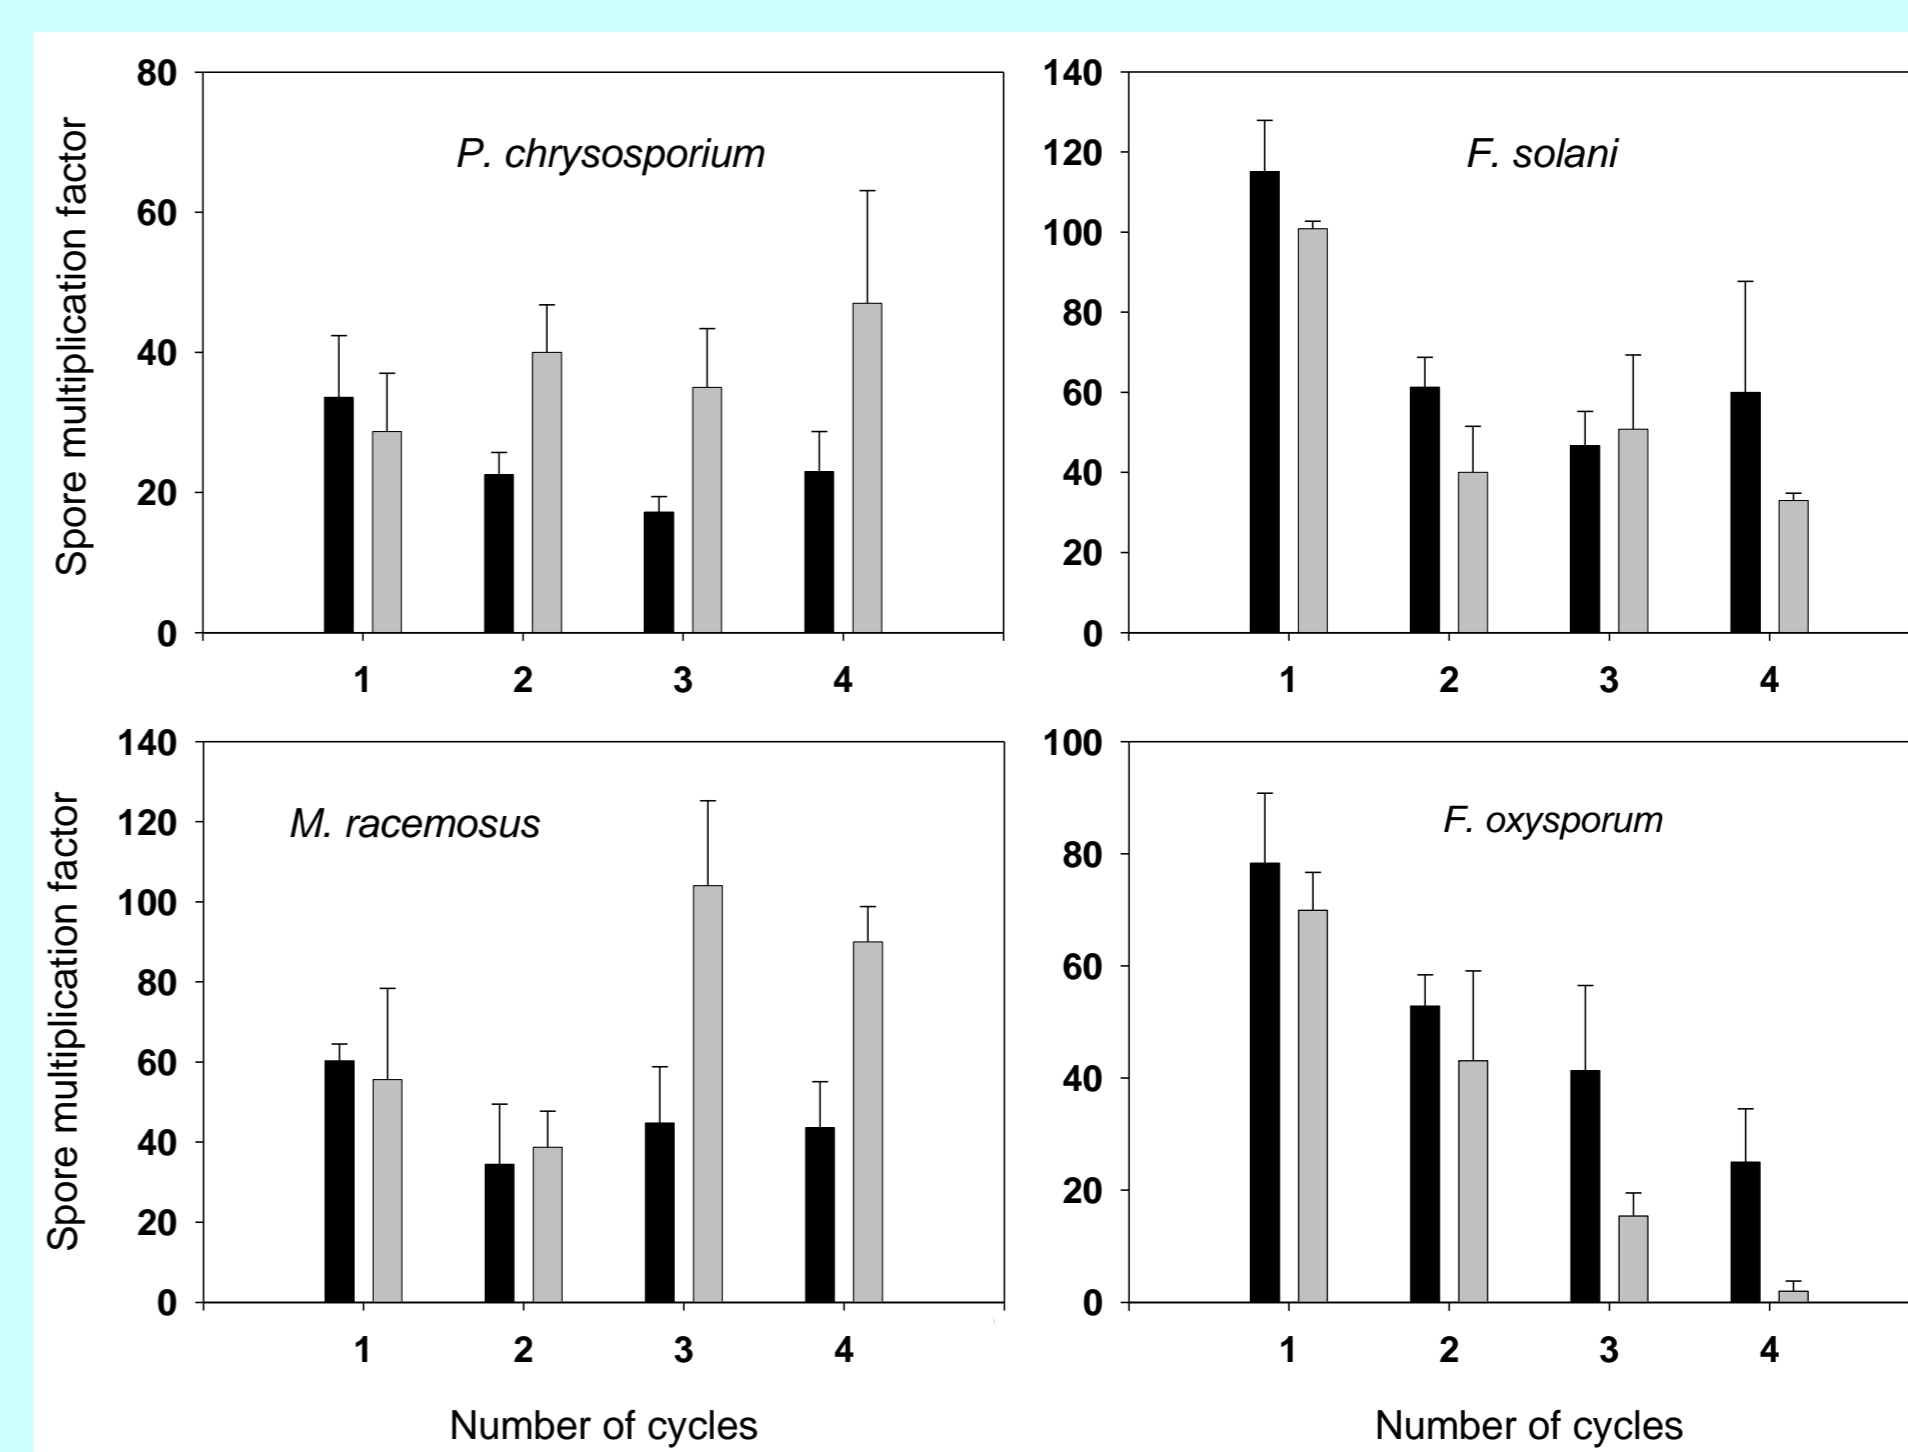 80
60
40
20
0
Spore multiplication factor
P. chrysosporium
1 2 3 4
140
120
100
80
60
40
20
0
F. solani
1 2 3 4
140
120
100
80
60
40
20
0
Spore multiplication factor
M. racemosus
1 2 3 4
Number of cycles
100
80
60
40
20
0
F. oxysporum
1 2 3 4
Number of cycles